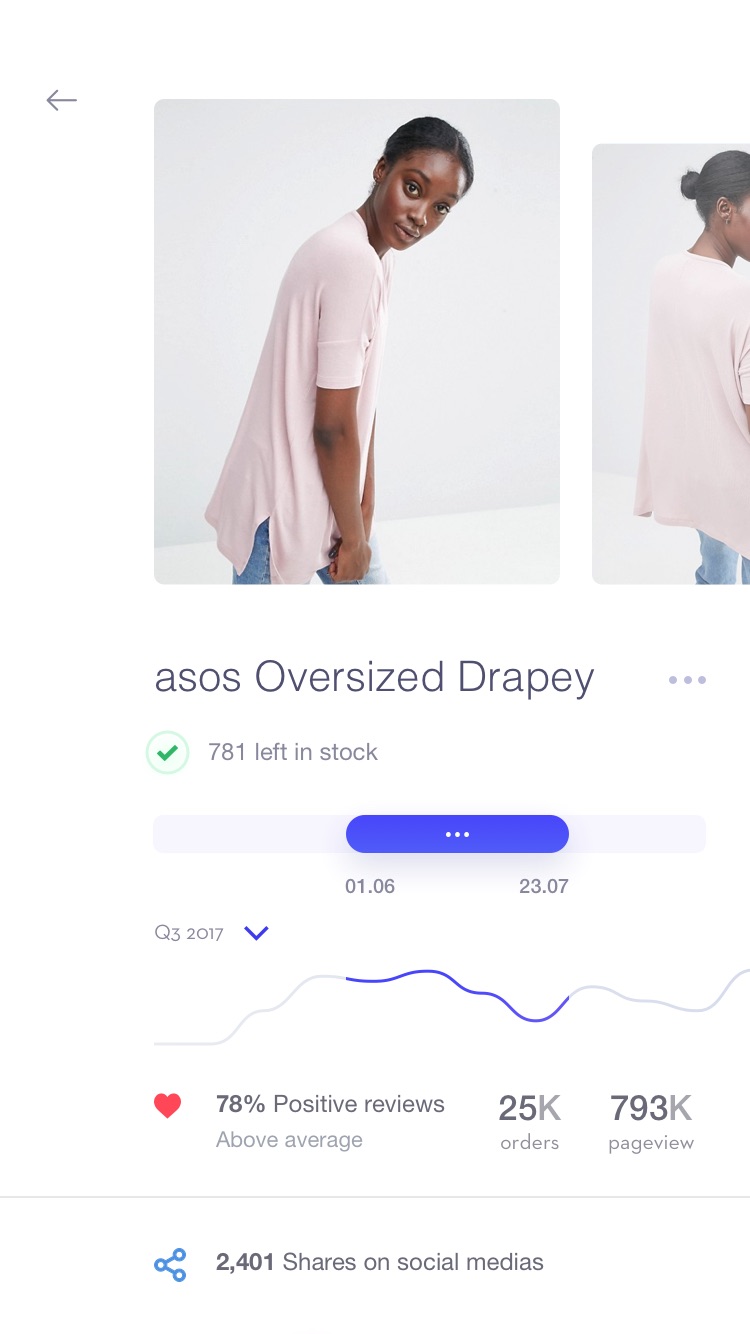 asos Oversized Drapey
781 left in stock
01.06 23.07
Q3 2017
78% Positive reviews
Above average
25K
orders
793K
pageview
2,401 Shares on social medias